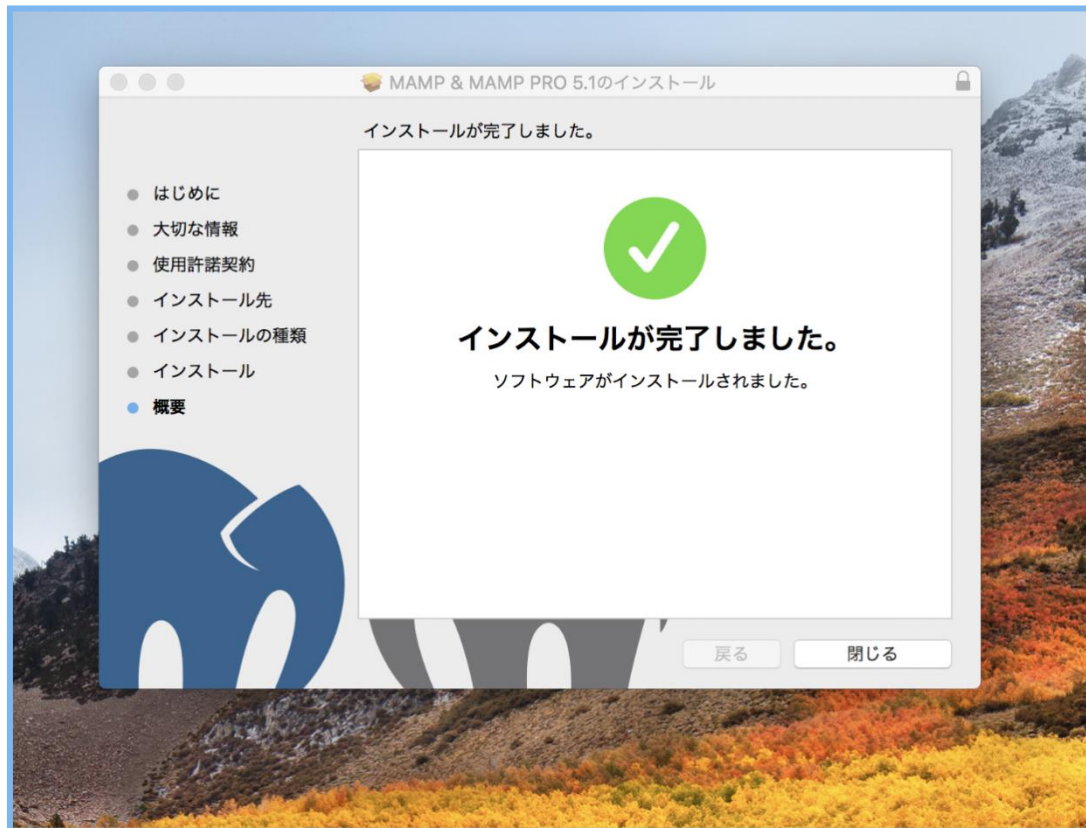 MAMP & MAMP PRO 5.1のインストール
インストールが完了しました。
はじめに
大切な情報
使用許諾契約
インストール先
インストールの種類
インストール
概要
インストールが完了しました。
ソフトウェアがインストールされました。
戻る
閉じる